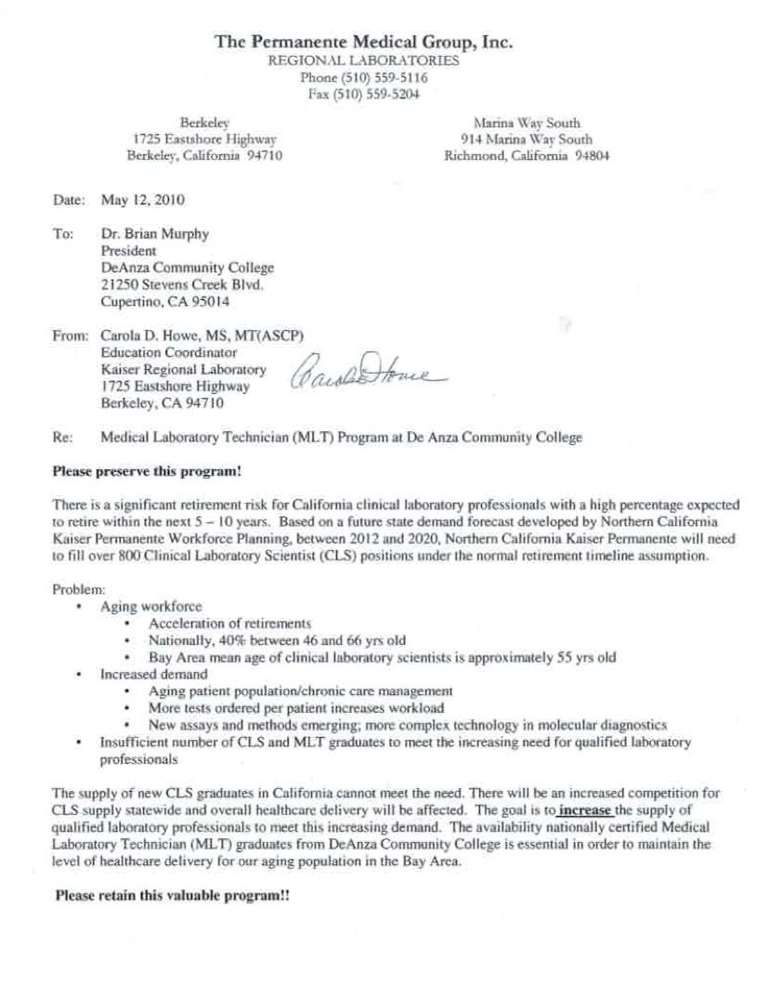 The Permanente Medical Group, Inc.
REGIONAL LABORATORIES
Phone (510) 559-5116
Fax (510) 559-5204
Berkeley
1725 Eastshore Highway
Berkeley, California 94710
Marina Way South
914 Marina Way South
Richmond, California 94804
Date: May 12, 2010
To: Dr. Brian Murphy
President
DeAnza Community College
21250 Stevens Creek Blvd.
Cupertino, CA 95014
From: Carola D. Howe, MS, MT(ASCP)
Education Coordinator
Kaiser Regional Laboratory
1725 Eastshore Highway
Berkeley, CA 94710
Carola D Howe
Re: Medical Laboratory Technician (MLT) Program at De Anza Community College
Please preserve this program!
There is a significant retirement risk for California clinical laboratory professionals with a high percentage expected
to retire within the next 5 – 10 years. Based on a future state demand forecast developed by Northern California
Kaiser Permanente Workforce Planning, between 2012 and 2020, Northern California Kaiser Permanente will need
to fill over 800 Clinical Laboratory Scientist (CLS) positions under the normal retirement timeline assumption.
Problem:
• Aging workforce
• Acceleration of retirements
• Nationally, 40% between 46 and 66 yrs old
• Bay Area mean age of clinical laboratory scientists is approximately 55 yrs old
• Increased demand
• Aging patient population/chronic care management
• More tests ordered per patient increases workload
• New assays and methods emerging; more complex technology in molecular diagnostics
• Insufficient number of CLS and MLT graduates to meet the increasing need for qualified laboratory
professionals
The supply of new CLS graduates in California cannot meet the need. There will be an increased competition for
CLS supply statewide and overall healthcare delivery will be affected. The goal is to increase the supply of
qualified laboratory professionals to meet this increasing demand. The availability nationally certified Medical
Laboratory Technician (MLT) graduates from DeAnza Community College is essential in order to maintain the
level of healthcare delivery for our aging population in the Bay Area.
Please retain this valuable program!!